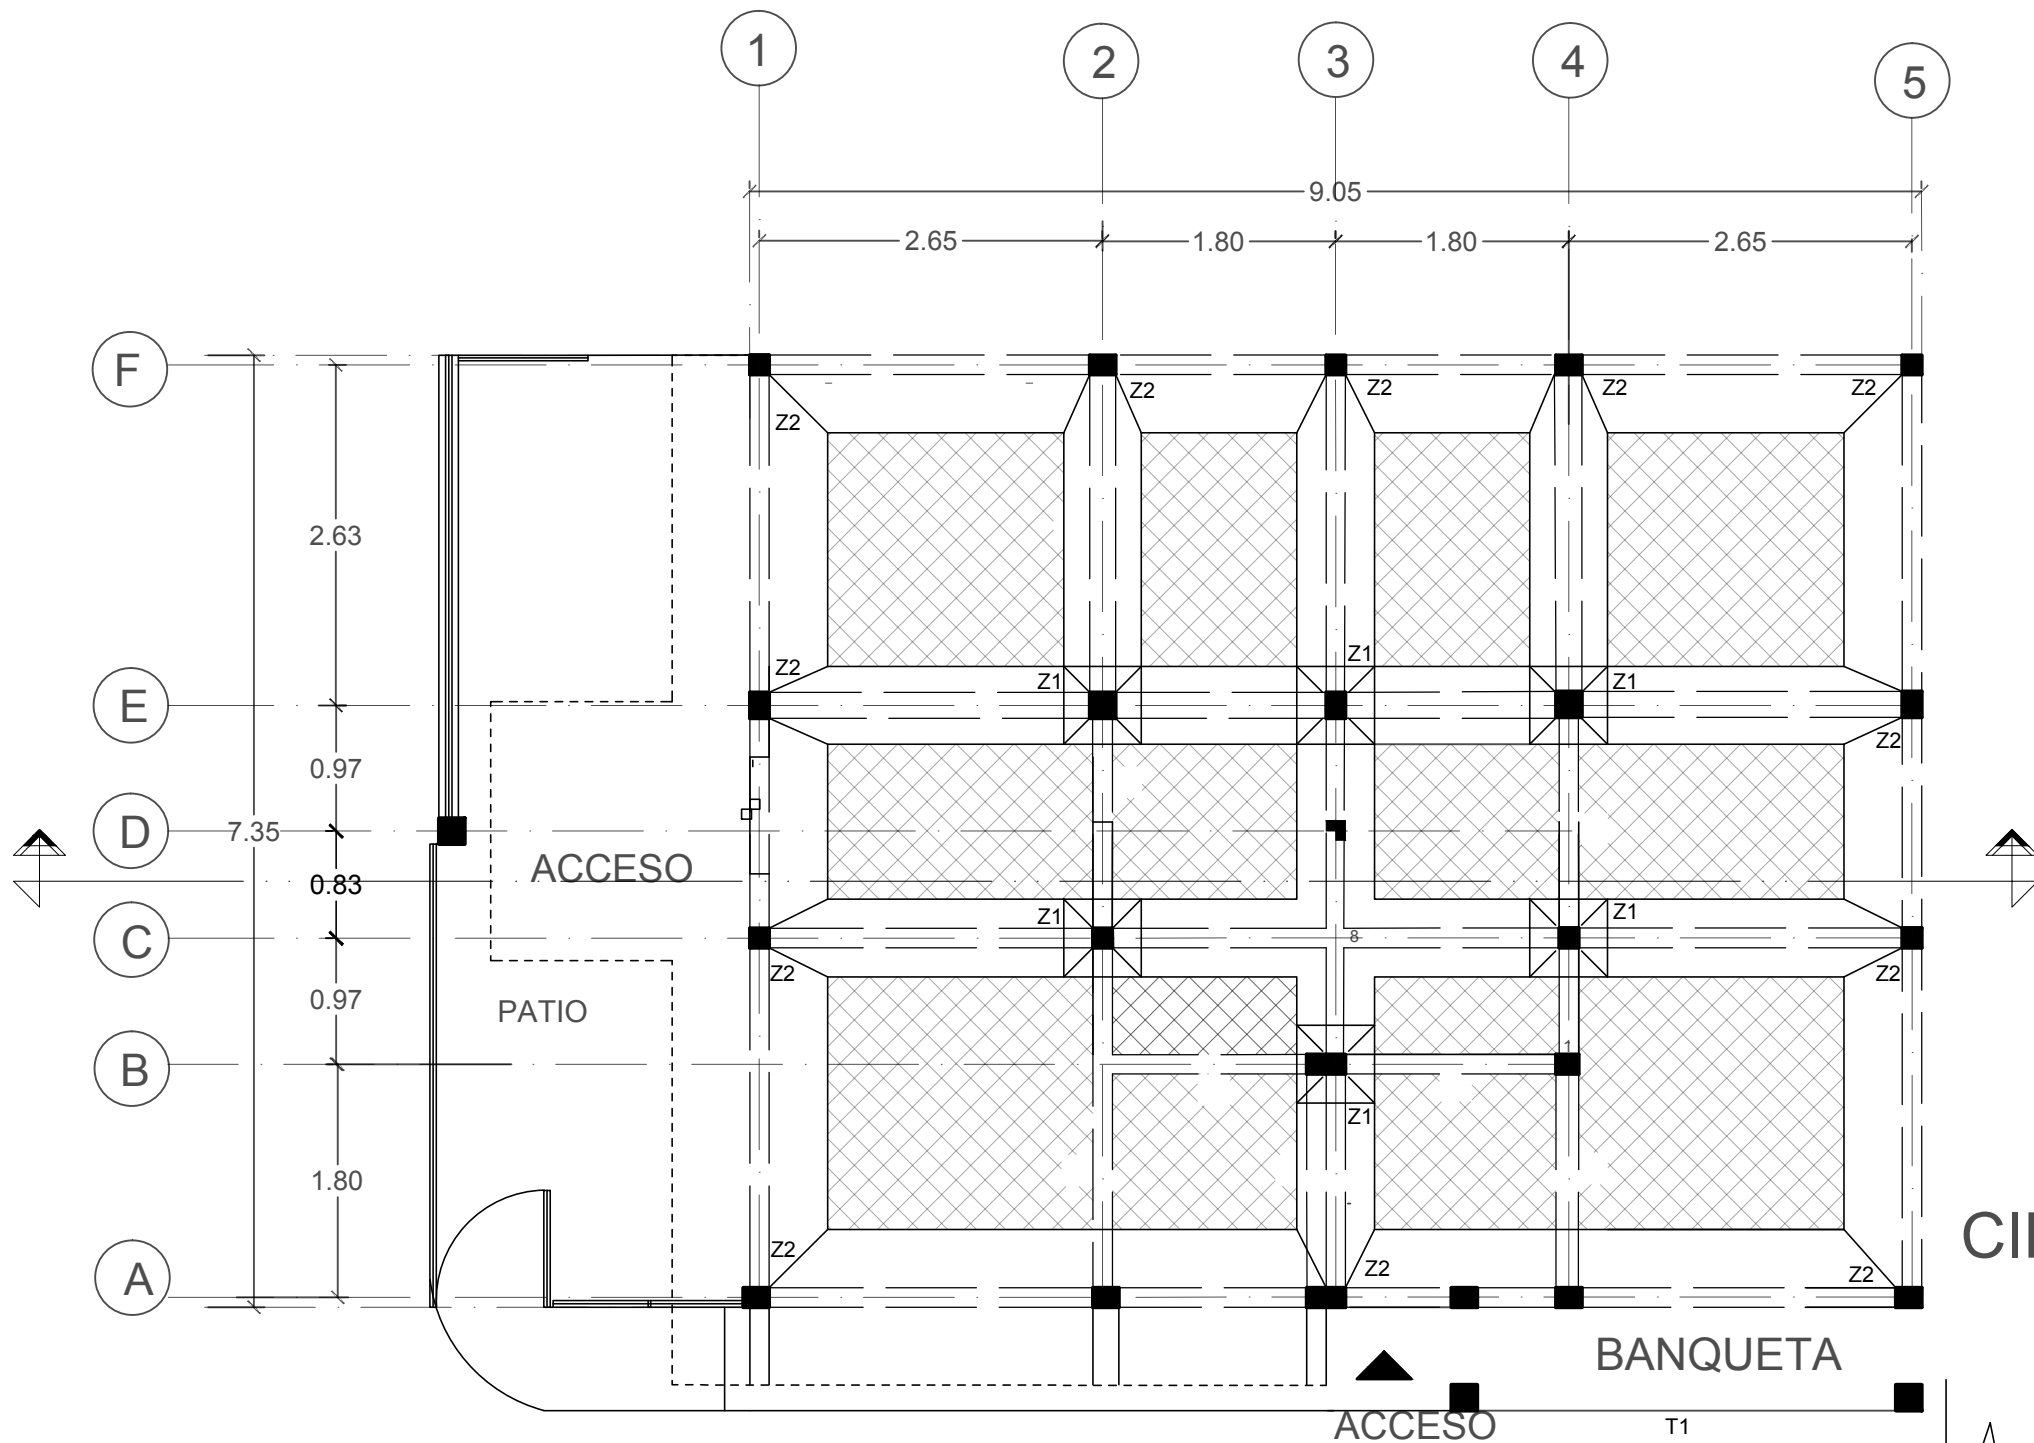 1 2 3 4 5
9.05
2.65 1.80 1.80 2.65
F
Z2 Z2 Z2 Z2
Z2
2.63
Z1
Z2
Z1 Z1
E
Z2
0.97
D 7.35
ACCESO
0.83
Z1 Z1
C
8
Z2 Z2
0.97
PATIO
1
B
Z1
1.80
CI
Z2
Z2 Z2
A
BANQUETA
ACCESO T1